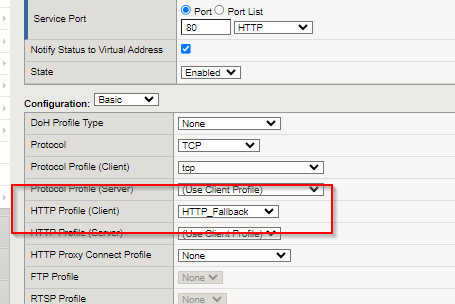 Service Port
Port Port List
80 HTTP
Notify Status to Virtual Address
State Enabled
Configuration: Basic
DoH Profile Type None
Protocol TCP
Protocol Profile (Client) tcp
Protocol Profile (Server) (Use Client Profile)
HTTP Profile (Client) HTTP_Fallback
HTTP Profile (Server) (Use Client Profile)
HTTP Proxy Connect Profile None
FTP Profile None
RTSP Profile None